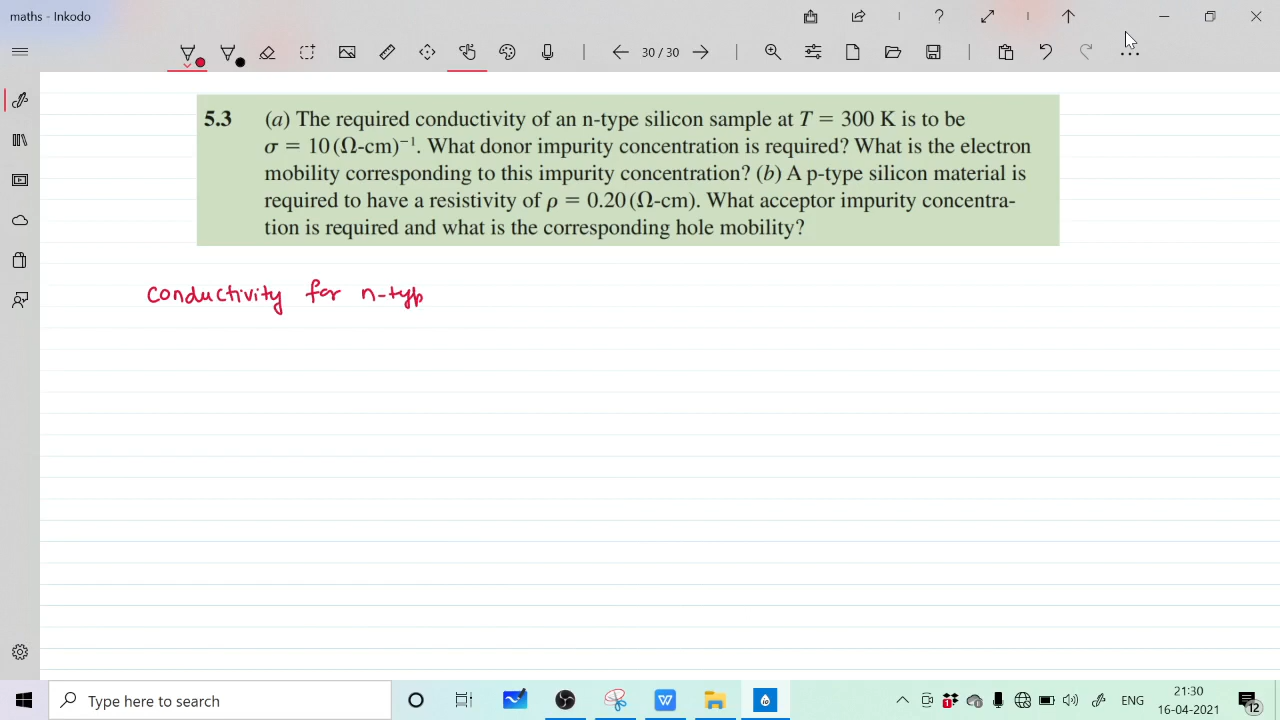 maths - Inkodo
30 / 30
5.3 (a) The required conductivity of an n-type silicon sample at T = 300 K is to be
σ = 10 (Ω-cm)⁻¹. What donor impurity concentration is required? What is the electron
mobility corresponding to this impurity concentration? (b) A p-type silicon material is
required to have a resistivity of ρ = 0.20 (Ω-cm). What acceptor impurity concentra-
tion is required and what is the corresponding hole mobility?
Conductivity for n-typ
Type here to search
ENG
21:30
16-04-2021
12